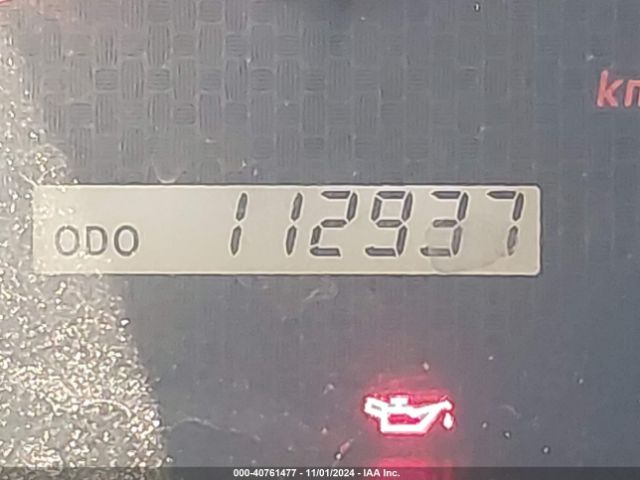 km
ODO 112937
000-40761477 - 11/01/2024 - IAA Inc.